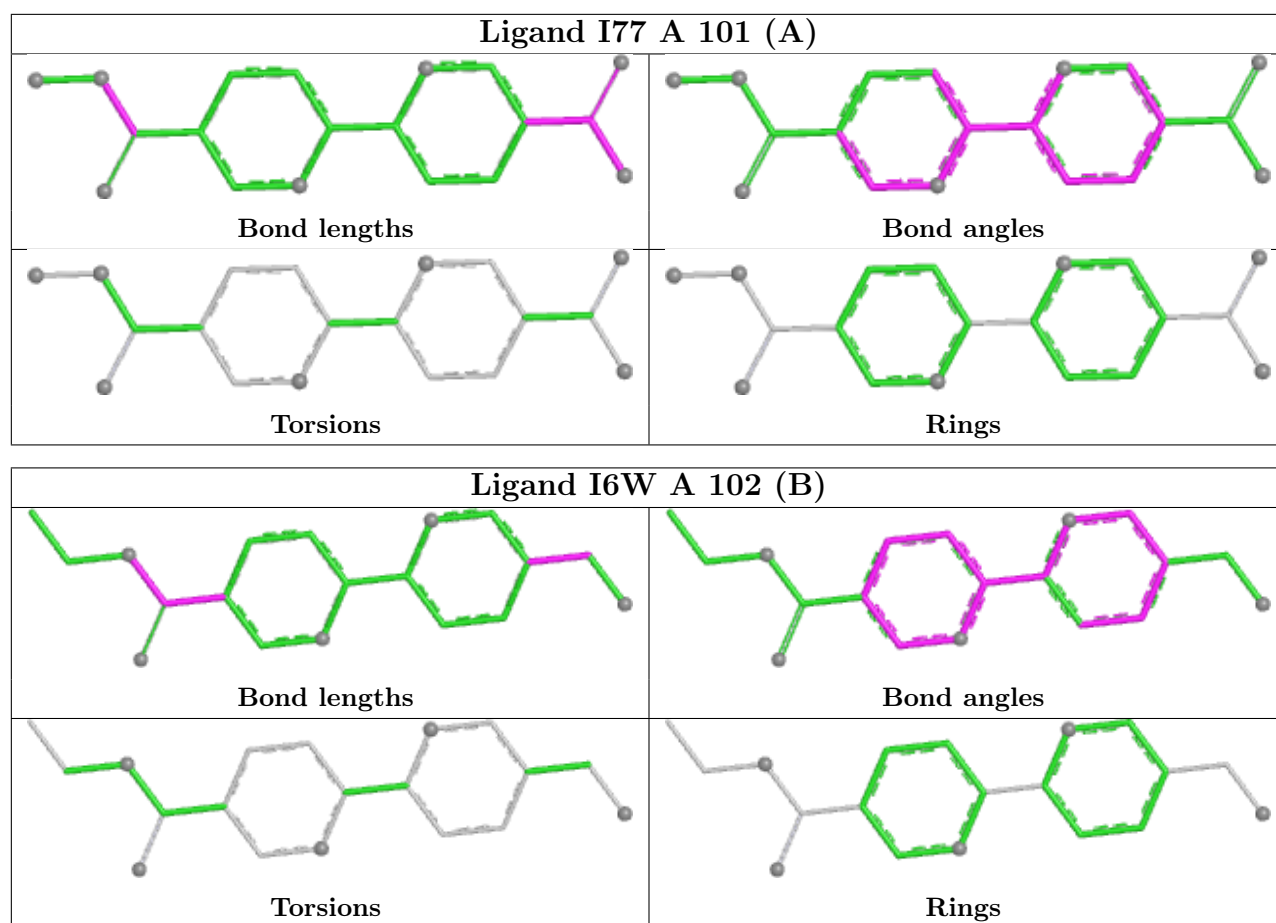 Ligand I77 A 101 (A)
Bond lengths
Bond angles
Torsions
Rings
Ligand I6W A 102 (B)
Bond lengths
Bond angles
Torsions
Rings